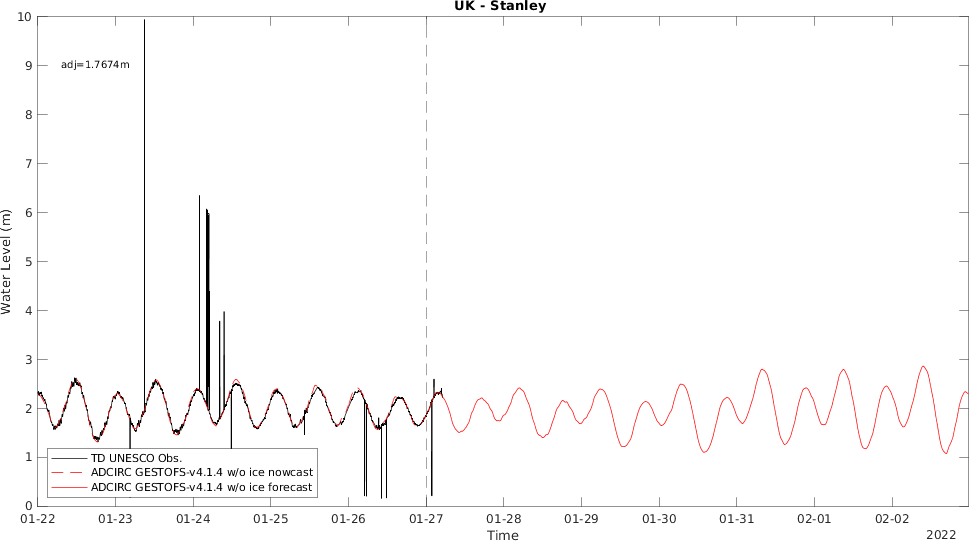 UK - Stanley
10
9
8
7
6
5
4
3
2
1
0
Water Level (m)
adj=1.7674m
TD UNESCO Obs.
ADCIRC GESTOFS-v4.1.4 w/o ice nowcast
ADCIRC GESTOFS-v4.1.4 w/o ice forecast
01-22 01-23 01-24 01-25 01-26 01-27 01-28 01-29 01-30 01-31 02-01 02-02
Time
2022